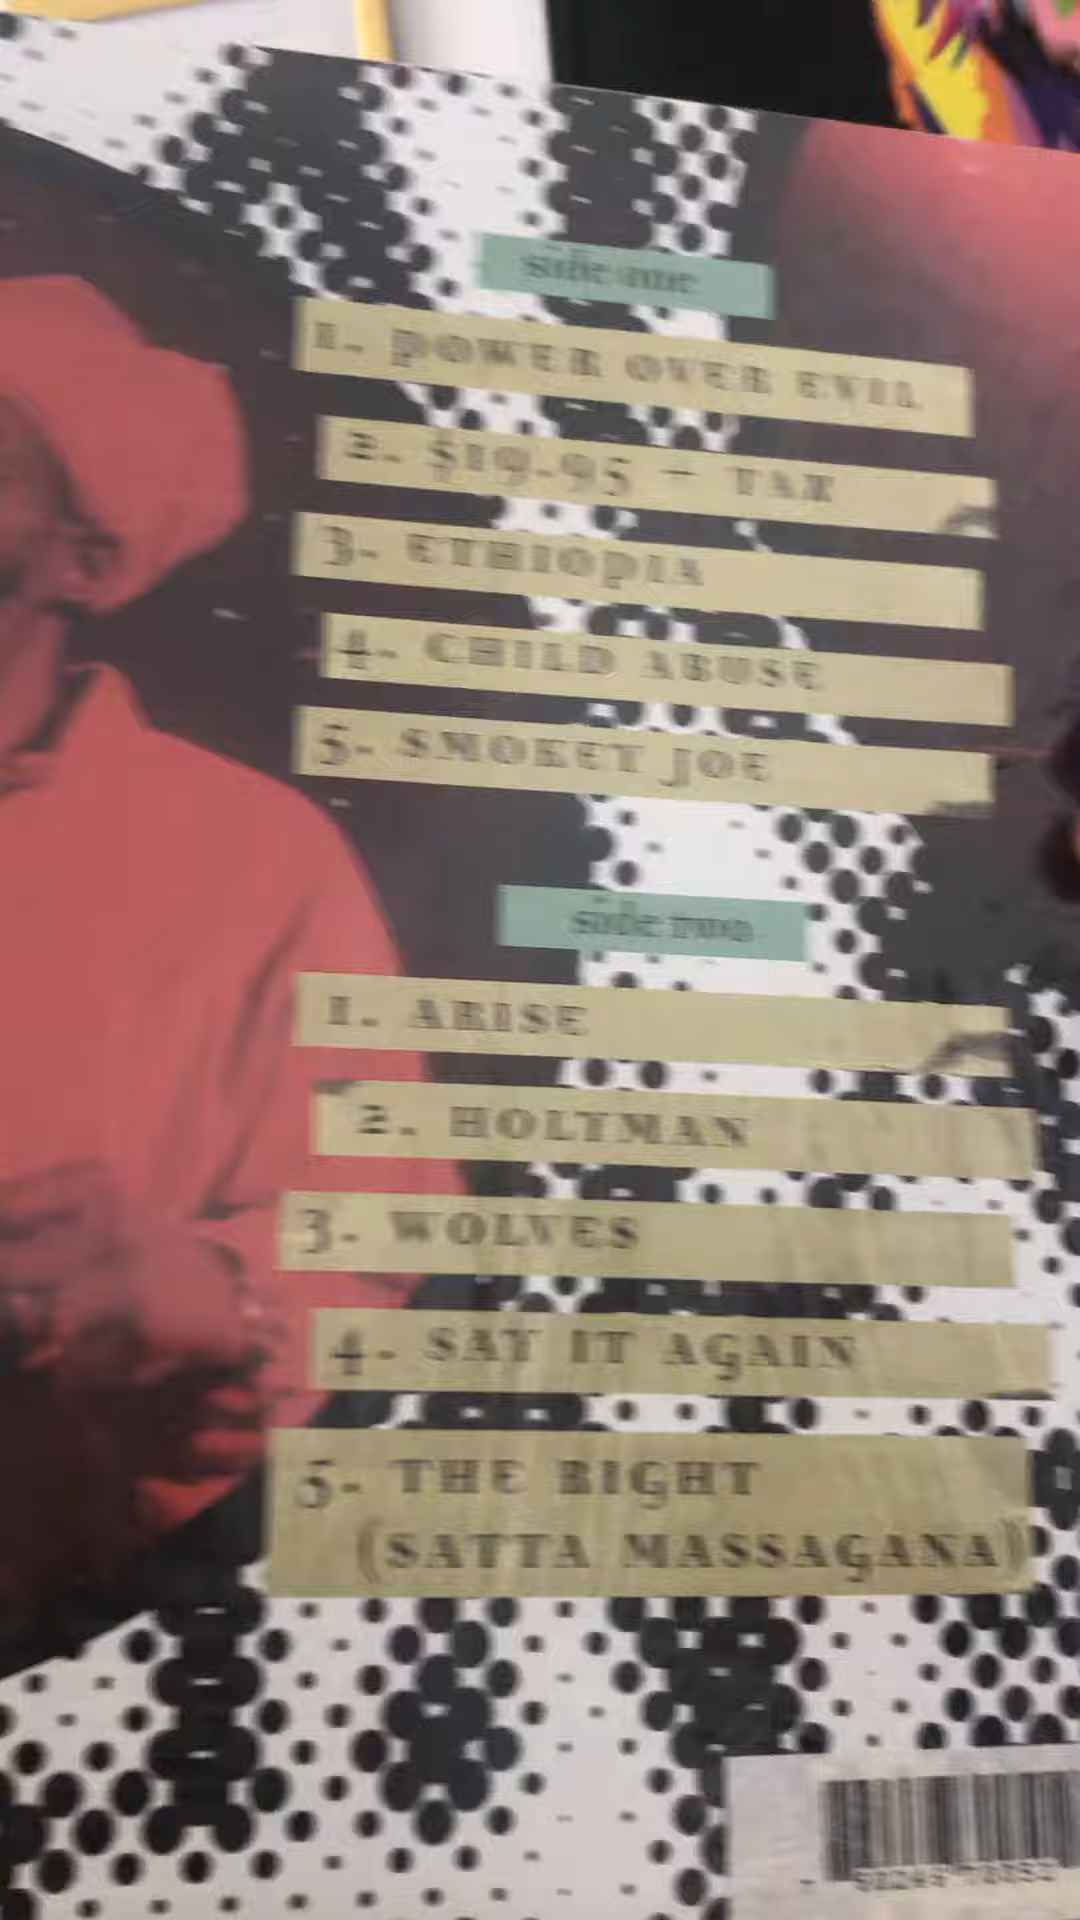 side one
1. POWER OVER EVIL
2. $19.95 + TAX
3. ETHIOPIA
4. CHILD ABUSE
5. SMOKEY JOE
side two
1. ARISE
2. HOLYMAN
3. WOLVES
4. SAY IT AGAIN
5. THE RIGHT
(SATTA MASSAGANA)